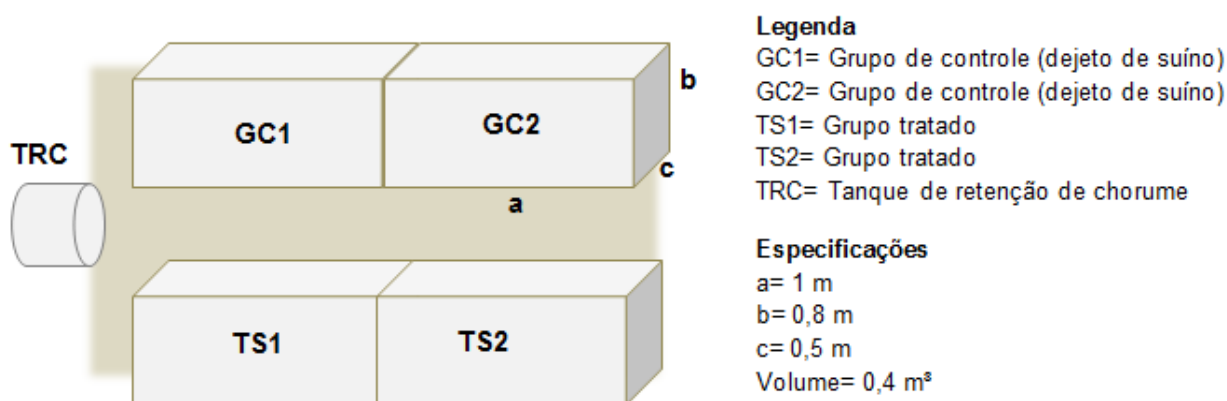 GC1
GC2
b
TRC
c
a
TS1
TS2
Legenda
GC1= Grupo de controle (dejeto de suíno)
GC2= Grupo de controle (dejeto de suíno)
TS1= Grupo tratado
TS2= Grupo tratado
TRC= Tanque de retenção de chorume
Especificações
a= 1 m
b= 0,8 m
c= 0,5 m
Volume= 0,4 m³